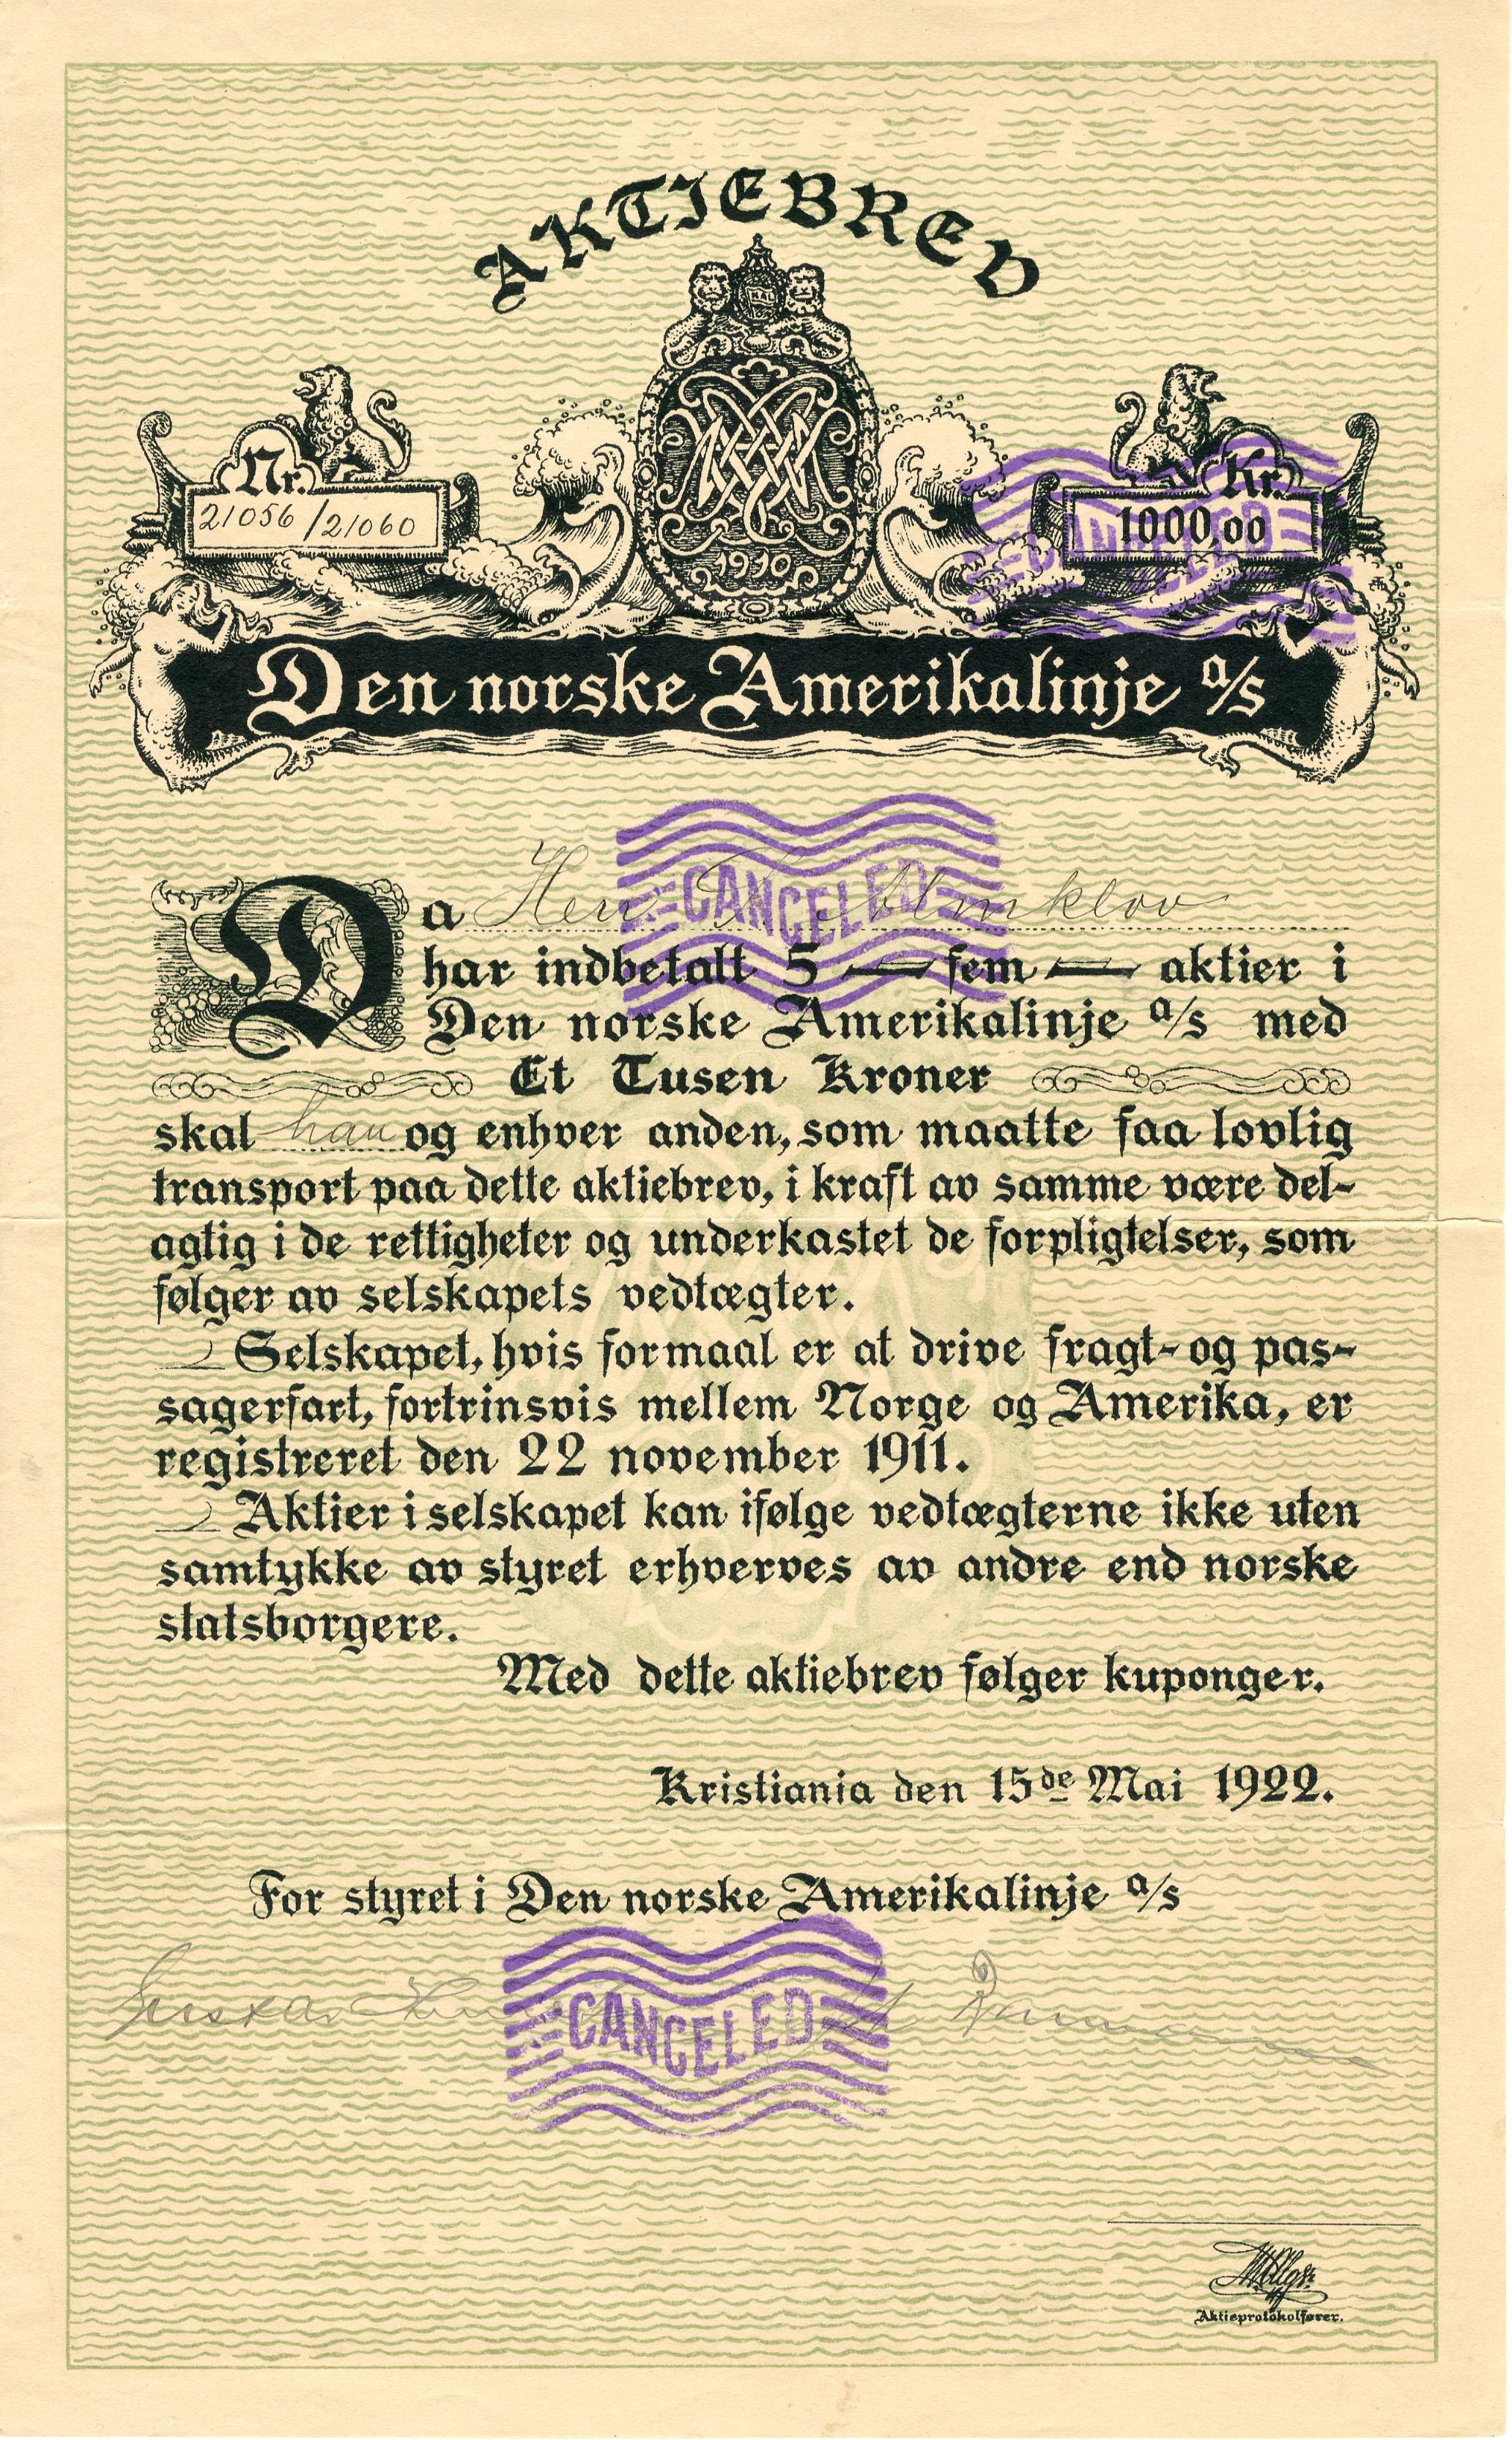 AKTIEBREV
NAL
Nr.
21056/21060
Kr.
1000,00
CANCELED
1910
Den norske Amerikalinje a/s
Da Herr Almklov
CANCELED
har indbetalt 5 — fem — aktier i
Den norske Amerikalinje a/s med
Et Tusen Kroner
skal han og enhver anden, som maatte faa lovlig
transport paa dette aktiebrev, i kraft av samme være del-
agtig i de rettigheter og underkastet de forpligtelser, som
følger av selskapets vedtægter.
Selskapet, hvis formaal er at drive fragt- og pas-
sagerfart, fortrinsvis mellem Norge og Amerika, er
registreret den 22 november 1911.
Aktier i selskapet kan ifølge vedtægterne ikke uten
samtykke av styret erhverves av andre end norske
statsborgere.
Med dette aktiebrev følger kuponger.
Kristiania den 15de Mai 1922.
For styret i Den norske Amerikalinje a/s
Gustav
CANCELED
Aktieprotokolfører.